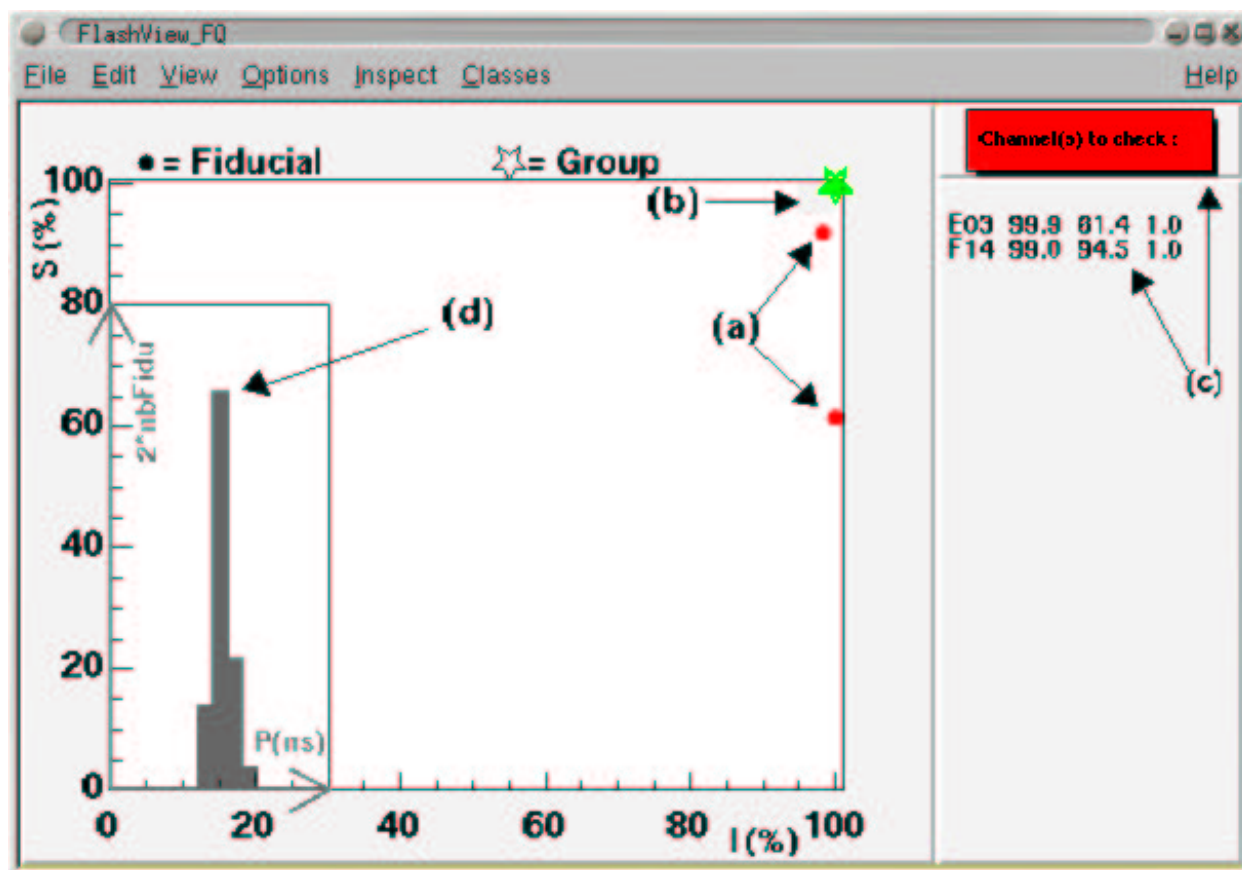 FlashView_FQ
File Edit View Options Inspect Classes Help
● = Fiducial ☆= Group
Channel(s) to check :
100
80
60
40
20
0
S (%)
(b)
(a)
(d)
(c)
E03 99.9 61.4 1.0
F14 99.0 94.5 1.0
2*nbFidu
P(ns)
0 20 40 60 80 100
I (%)